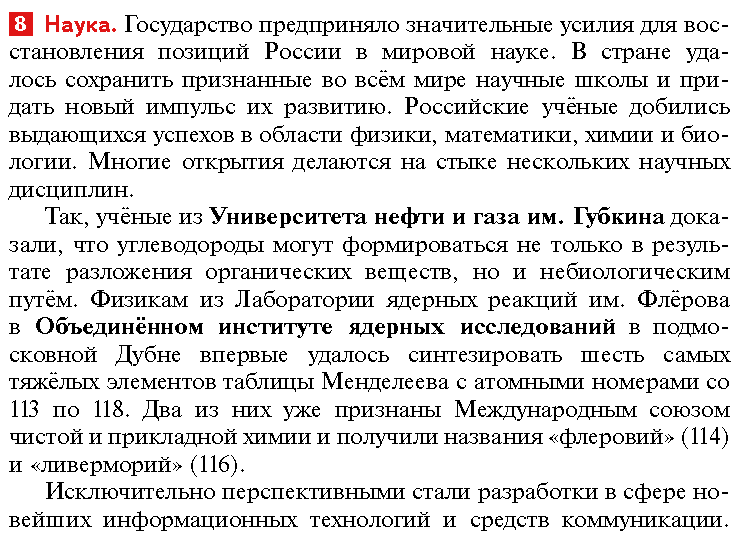 8 Наука. Государство предприняло значительные усилия для вос-
становления позиций России в мировой науке. В стране уда-
лось сохранить признанные во всём мире научные школы и при-
дать новый импульс их развитию. Российские учёные добились
выдающихся успехов в области физики, математики, химии и био-
логии. Многие открытия делаются на стыке нескольких научных
дисциплин.
Так, учёные из Университета нефти и газа им. Губкина дока-
зали, что углеводороды могут формироваться не только в резуль-
тате разложения органических веществ, но и небиологическим
путём. Физикам из Лаборатории ядерных реакций им. Флёрова
в Объединённом институте ядерных исследований в подмо-
сковной Дубне впервые удалось синтезировать шесть самых
тяжёлых элементов таблицы Менделеева с атомными номерами со
113 по 118. Два из них уже признаны Международным союзом
чистой и прикладной химии и получили названия «флеровий» (114)
и «ливерморий» (116).
Исключительно перспективными стали разработки в сфере но-
вейших информационных технологий и средств коммуникации.